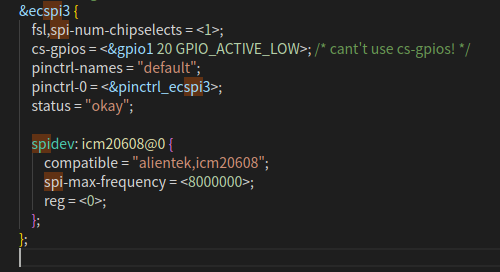 &ecspi3 {
fsl,spi-num-chipselects = <1>;
cs-gpios = <&gpio1 20 GPIO_ACTIVE_LOW>; /* cant't use cs-gpios! */
pinctrl-names = "default";
pinctrl-0 = <&pinctrl_ecspi3>;
status = "okay";
spidev: icm20608@0 {
compatible = "alientek,icm20608";
spi-max-frequency = <8000000>;
reg = <0>;
};
};